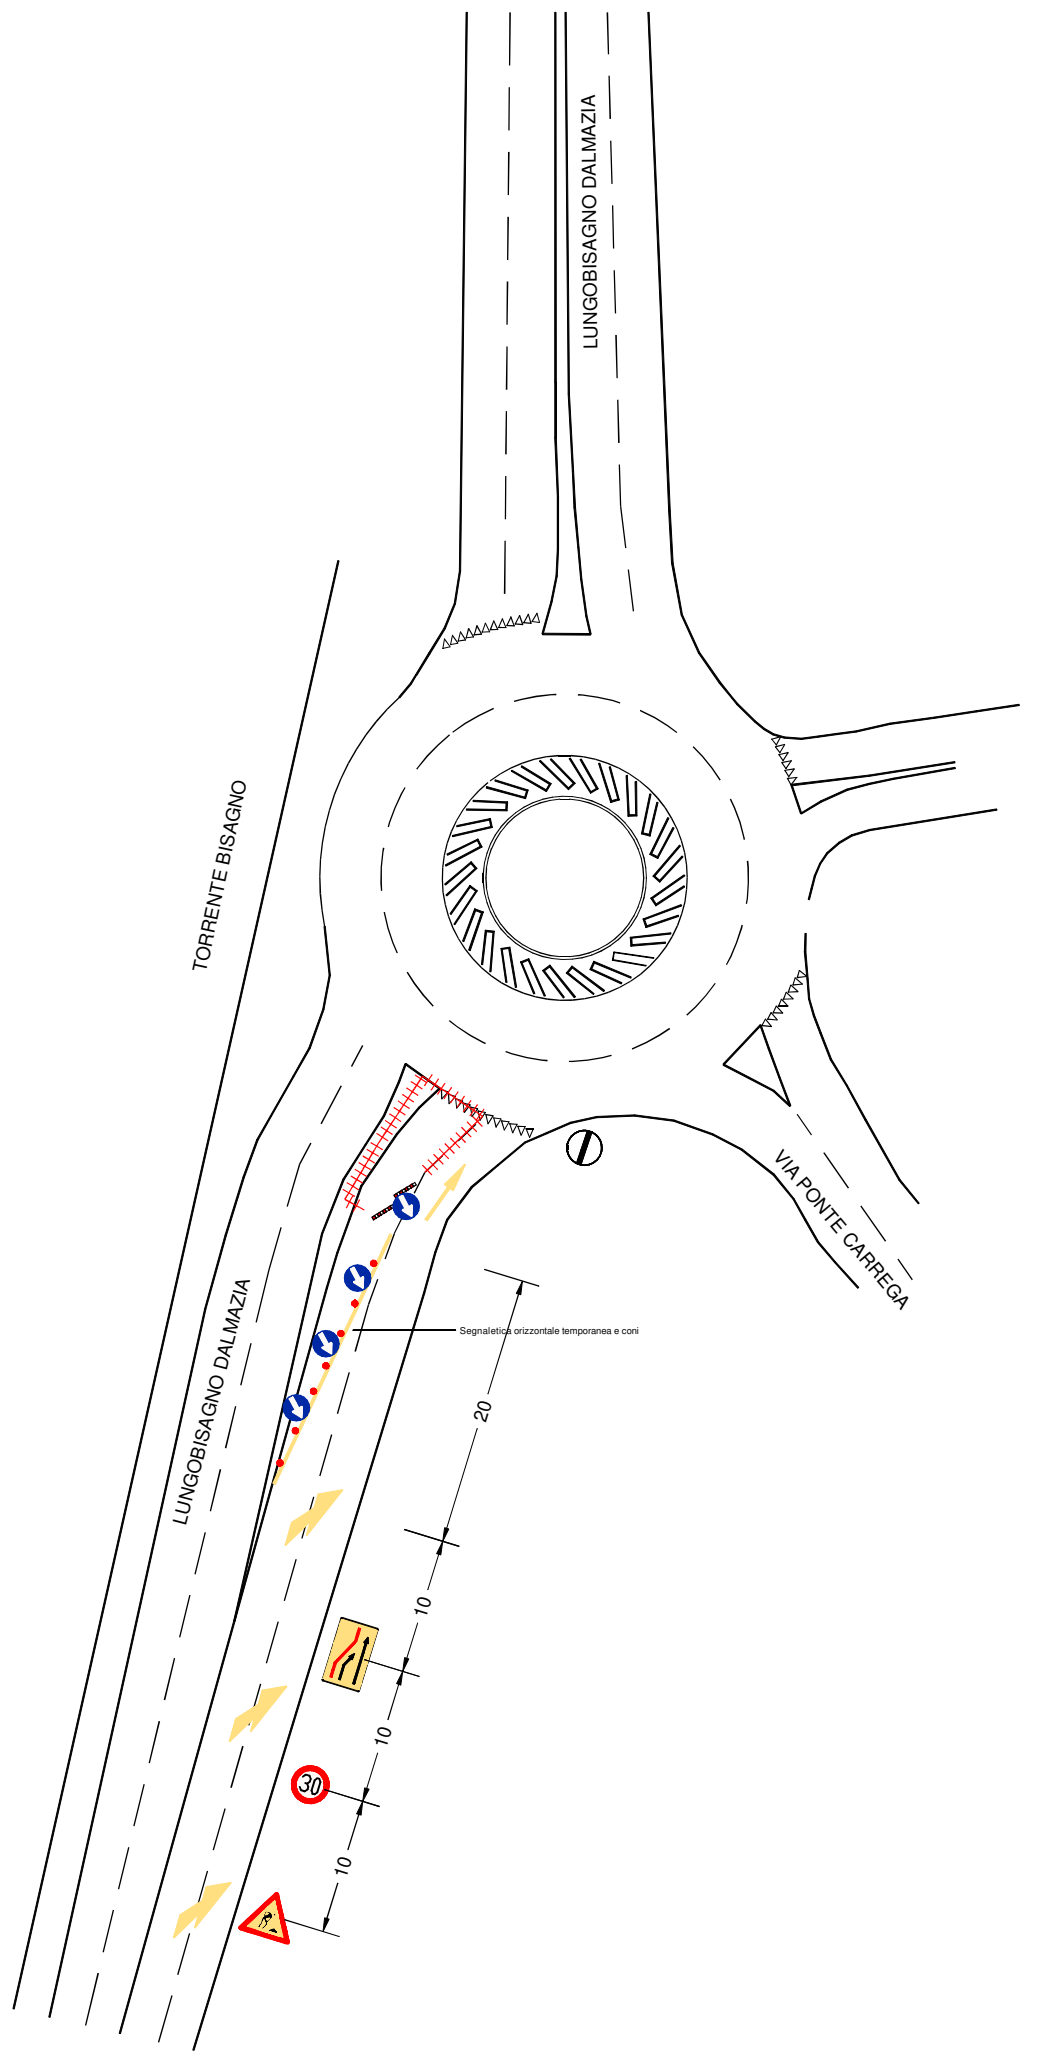 LUNGOBISAGNO DALMAZIA
TORRENTE BISAGNO
VIA PONTE CARREGA
LUNGOBISAGNO DALMAZIA
Segnaletica orizzontale temporanea e coni
20
10
10
30
10